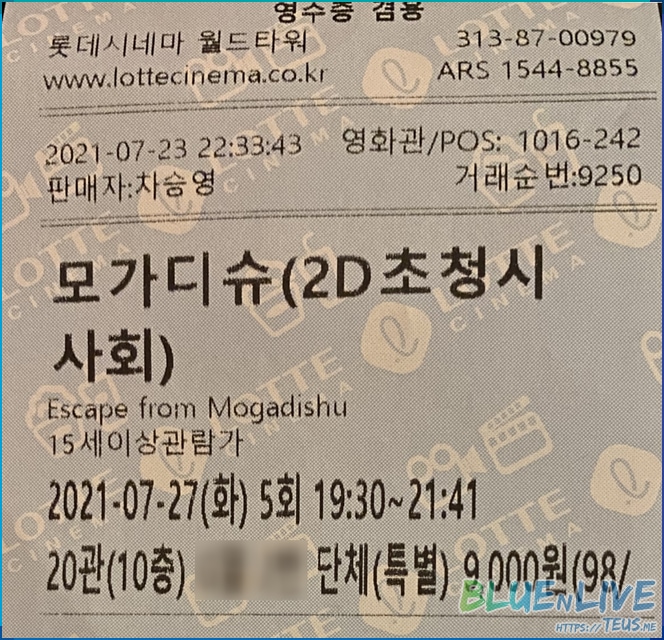 영수증 겸용
롯데시네마 월드타워 313-87-00979
www.lottecinema.co.kr ARS 1544-8855
2021-07-23 22:33:43 영화관/POS: 1016-242
판매자:차승영 거래순번:9250
모가디슈(2D초청시
사회)
Escape from Mogadishu
15세이상관람가
2021-07-27(화) 5회 19:30~21:41
20관(10층) 단체(특별) 9,000원(98/
BLUEnLIVE
HTTPS://TEUS.ME
LOTTE
CINEMA